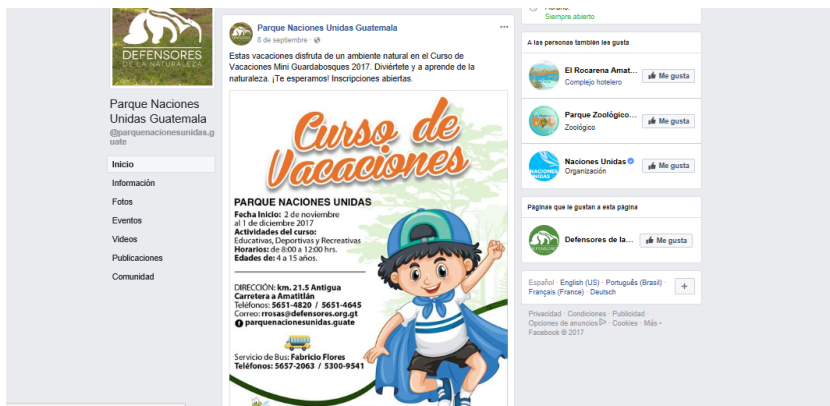 Horario:
Siempre abierto
DEFENSORES
DE LA NATURALEZA
Parque Naciones
Unidas Guatemala
@parquenacionesunidas.g
uate
Inicio
Información
Fotos
Eventos
Videos
Publicaciones
Comunidad
Parque Naciones Unidas Guatemala
8 de septiembre ·
Estas vacaciones disfruta de un ambiente natural en el Curso de
Vacaciones Mini Guardabosques 2017. Diviértete y a aprende de la
naturaleza. ¡Te esperamos! Inscripciones abiertas.
Curso de
Vacaciones
PARQUE NACIONES UNIDAS
Fecha Inicio: 2 de noviembre
al 1 de diciembre 2017
Actividades del curso:
Educativas, Deportivas y Recreativas
Horarios: de 8:00 a 12:00 hrs.
Edades de: 4 a 15 años.
DIRECCIÓN: km. 21.5 Antigua
Carretera a Amatitlán
Teléfonos: 5651-4820 / 5651-4645
Correo: rrosas@defensores.org.gt
parquenacionesunidas.guate
Servicio de Bus: Fabricio Flores
Teléfonos: 5657-2063 / 5300-9541
A las personas también les gusta
El Rocarena Amat...
Complejo hotelero
Me gusta
Parque Zoológico...
Zoológico
Me gusta
NACIONES
UNIDAS
Naciones Unidas
Organización
Me gusta
Páginas que le gustan a esta página
Defensores de la...
Me gusta
Español · English (US) · Português (Brasil) ·
Français (France) · Deutsch
+
Privacidad · Condiciones · Publicidad ·
Opciones de anuncios · Cookies · Más
Facebook © 2017